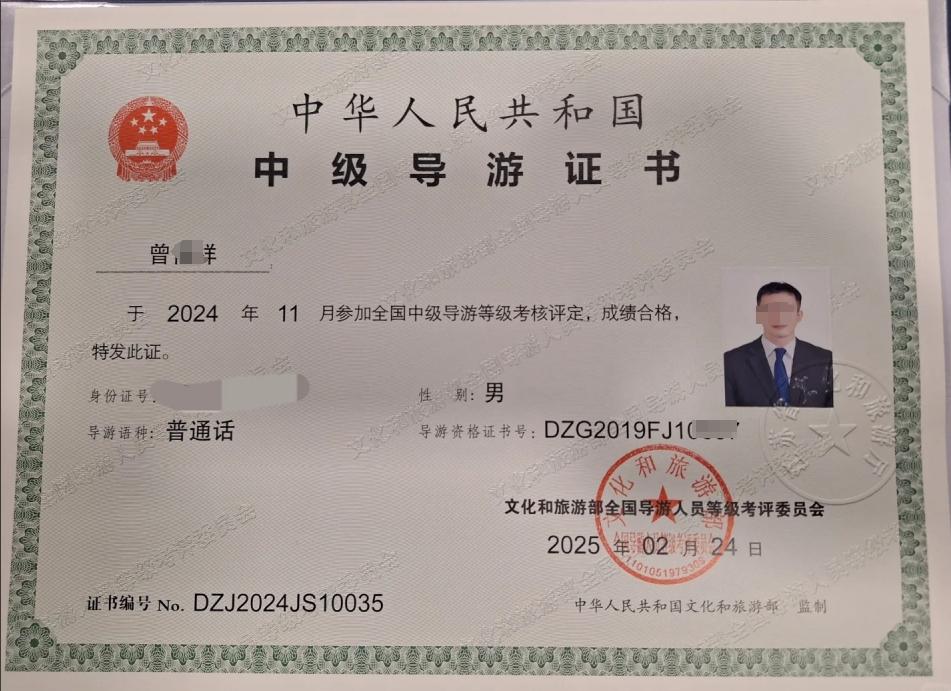 中华人民共和国
中级导游证书
曾
于 2024 年 11 月参加全国中级导游等级考核评定，成绩合格，
特发此证。
身份证号：
性 别：男
导游语种：普通话
导游资格证书号：DZG2019FJ10
文化和旅游部全国导游人员等级考评委员会
2025 年 02 月 24 日
证书编号 No. DZJ2024JS10035
中华人民共和国文化和旅游部 监制